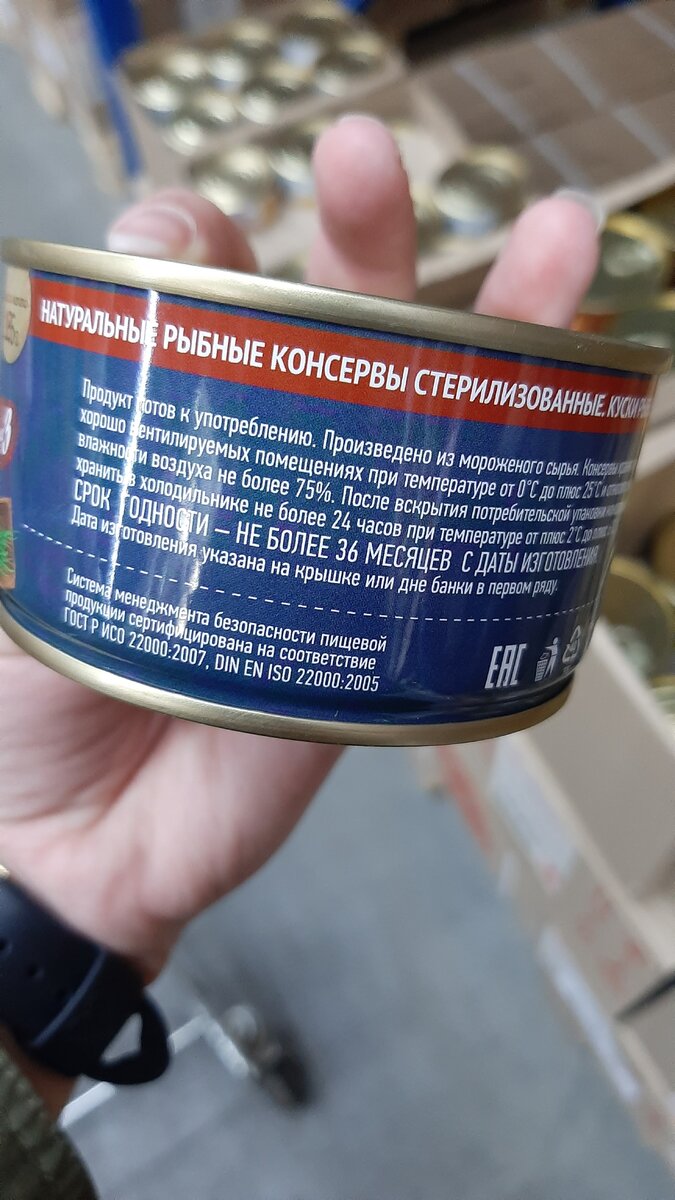 НАТУРАЛЬНЫЕ РЫБНЫЕ КОНСЕРВЫ СТЕРИЛИЗОВАННЫЕ. КУСКИ
Продукт готов к употреблению. Произведено из мороженого сырья. Консервы
хорошо вентилируемых помещениях при температуре от 0°С до плюс 25°С и
влажности воздуха не более 75%. После вскрытия потребительской упаковки
хранить в холодильнике не более 24 часов при температуре от плюс 2°С до
СРОК ГОДНОСТИ – НЕ БОЛЕЕ 36 МЕСЯЦЕВ С ДАТЫ ИЗГОТОВЛЕНИЯ.
Дата изготовления указана на крышке или дне банки в первом ряду.
Система менеджмента безопасности пищевой
продукции сертифицирована на соответствие
ГОСТ Р ИСО 22000:2007, DIN EN ISO 22000:2005
EAC